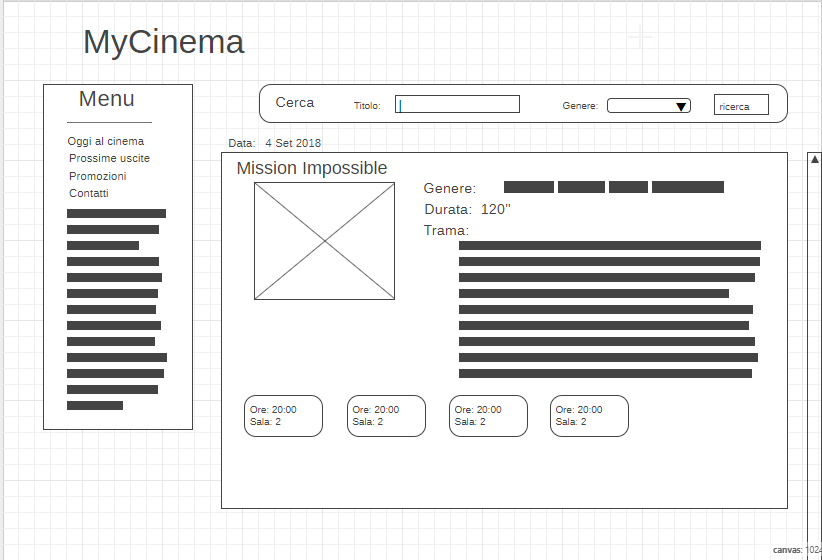 MyCinema
Menu
Oggi al cinema
Prossime uscite
Promozioni
Contatti
Cerca Titolo: Genere: ricerca
Data: 4 Set 2018
Mission Impossible
Genere:
Durata: 120"
Trama:
Ore: 20:00 Ore: 20:00 Ore: 20:00 Ore: 20:00
Sala: 2 Sala: 2 Sala: 2 Sala: 2
canvas: 1024